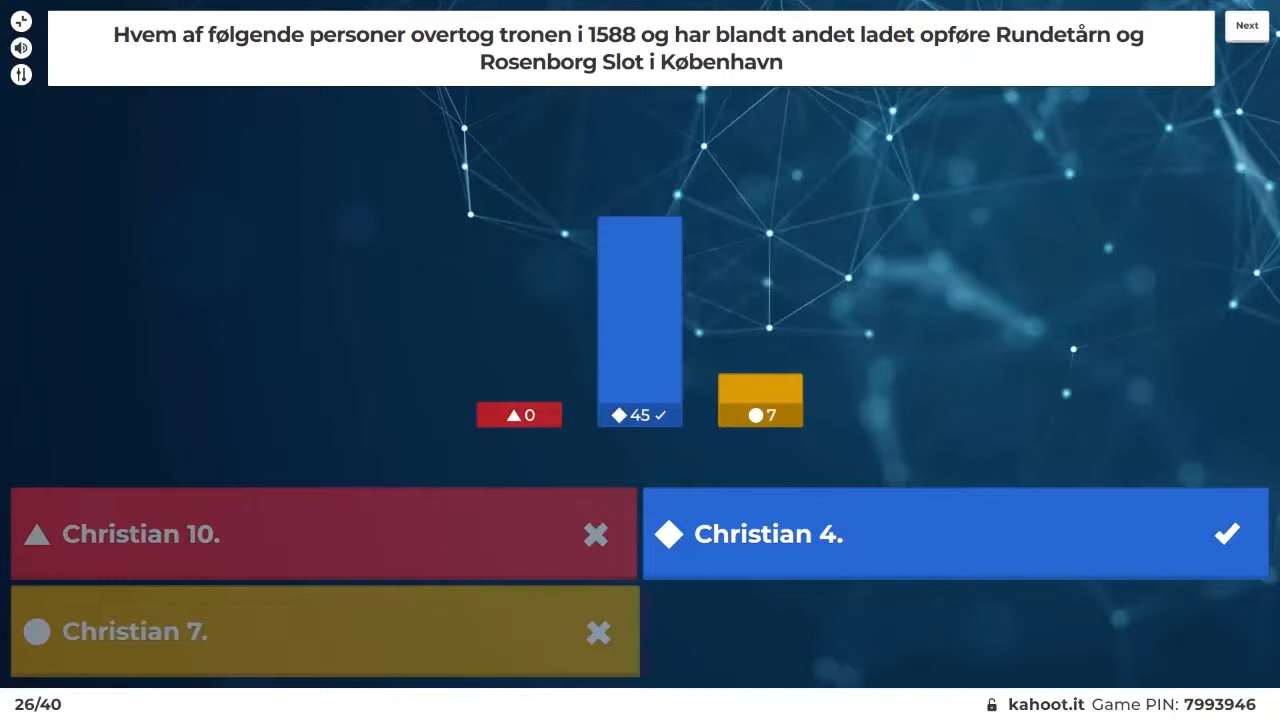 Hvem af følgende personer overtog tronen i 1588 og har blandt andet ladet opføre Rundetårn og
Rosenborg Slot i København
Next
0
45
7
Christian 10.
Christian 4.
Christian 7.
26/40
kahoot.it Game PIN: 7993946